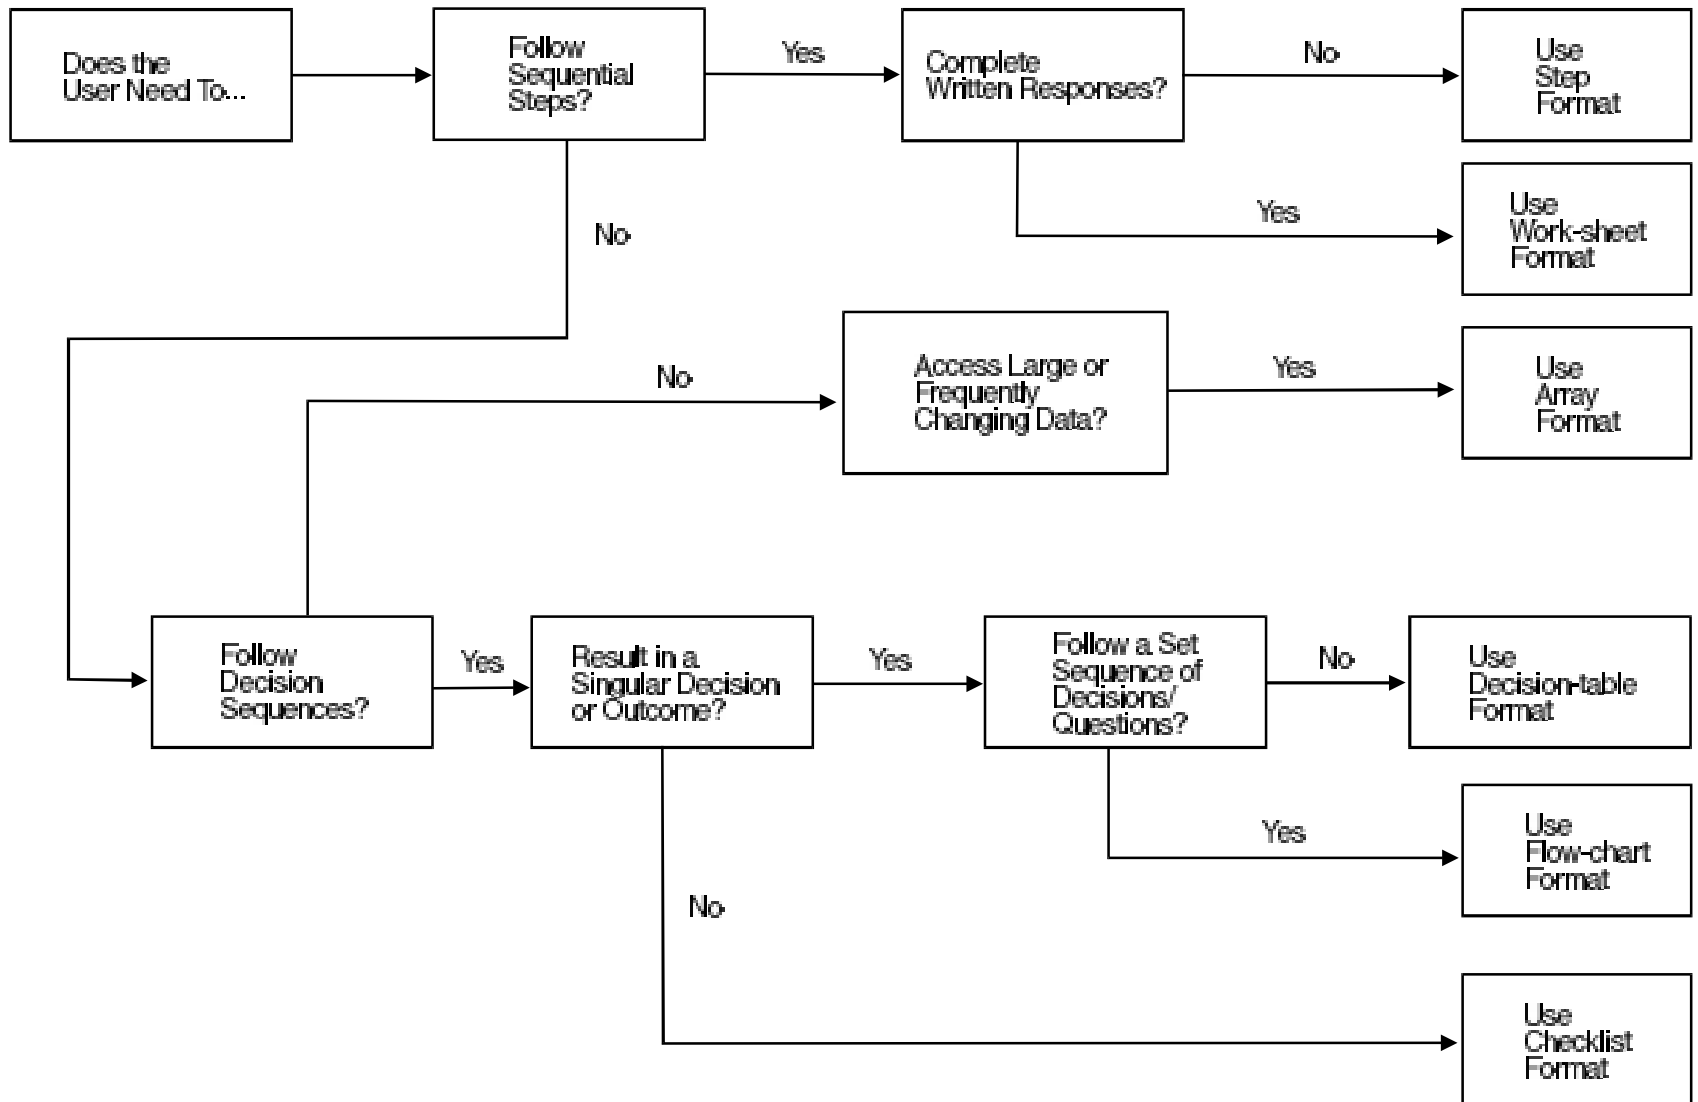 Does the
User Need To...
Follow
Sequential
Steps?
Yes
Complete
Written Responses?
No
Use
Step
Format
Yes
Use
Work-sheet
Format
No
No
Access Large or
Frequently
Changing Data?
Yes
Use
Array
Format
Follow
Decision
Sequences?
Yes
Result in a
Singular Decision
or Outcome?
Yes
Follow a Set
Sequence of
Decisions/
Questions?
No
Use
Decision-table
Format
Yes
Use
Flow-chart
Format
No
Use
Checklist
Format